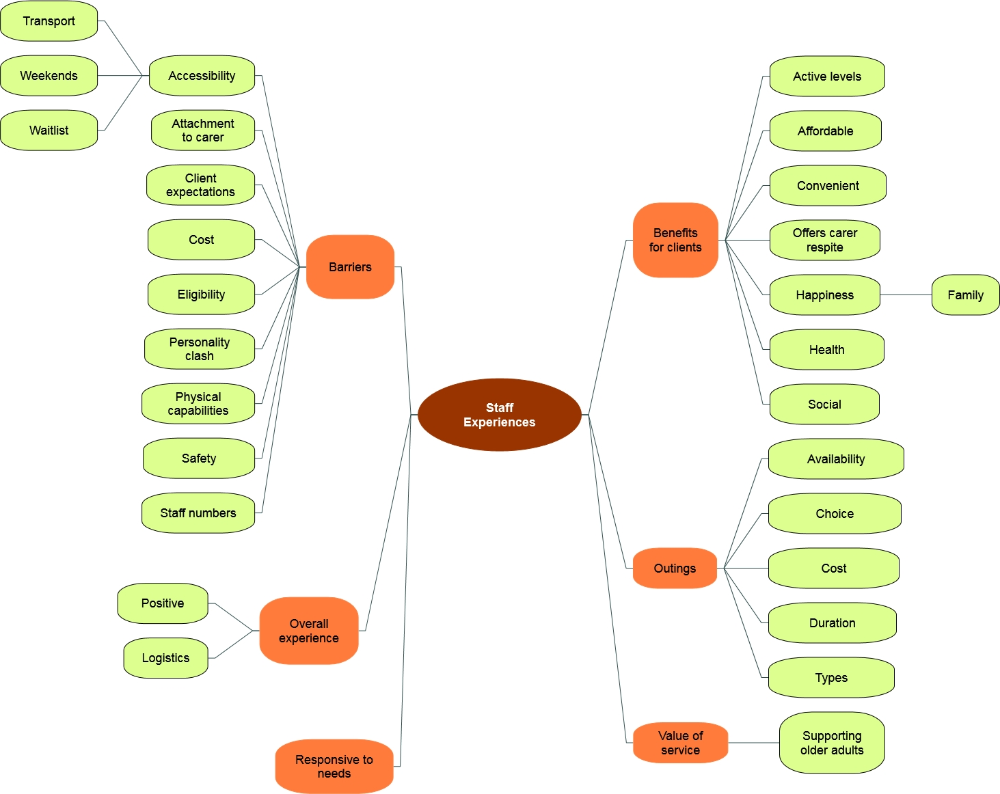 Transport
Weekends
Waitlist
Accessibility
Attachment
to carer
Client
expectations
Cost
Eligibility
Personality
clash
Physical
capabilities
Safety
Staff numbers
Barriers
Positive
Logistics
Overall
experience
Responsive to
needs
Staff
Experiences
Benefits
for clients
Active levels
Affordable
Convenient
Offers carer
respite
Happiness
Family
Health
Social
Outings
Availability
Choice
Cost
Duration
Types
Value of
service
Supporting
older adults